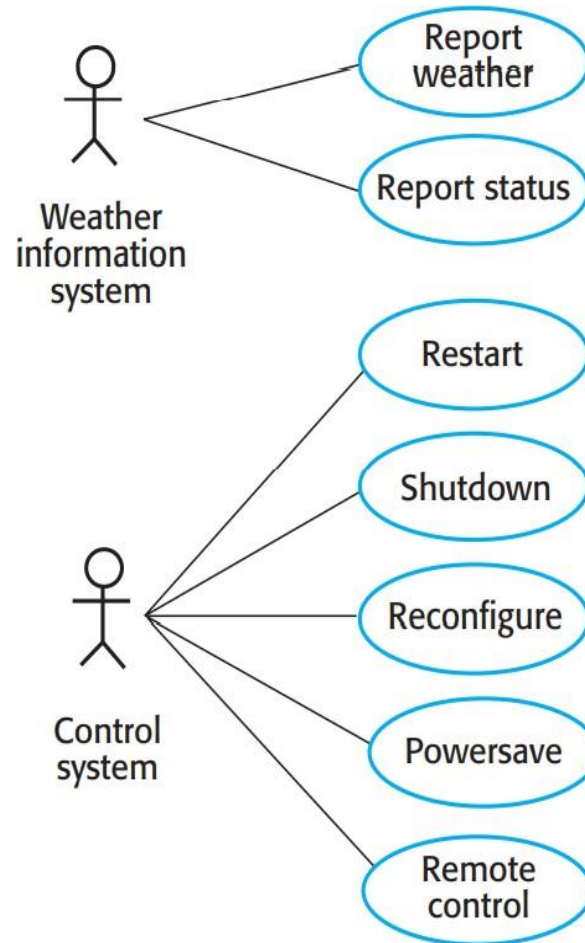 Report
weather
Report status
Weather
information
system
Restart
Shutdown
Reconfigure
Control
system
Powersave
Remote
control